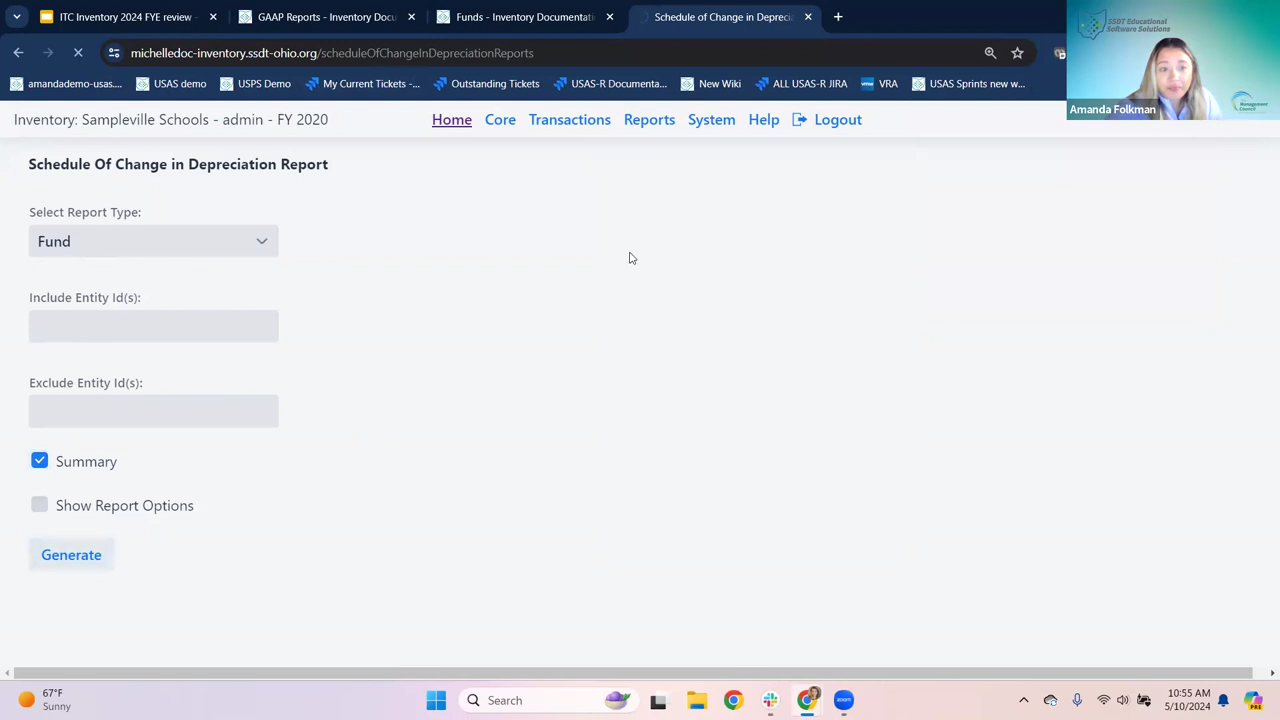 ITC Inventory 2024 FYE review -
GAAP Reports - Inventory Docu
Funds - Inventory Documentati
Schedule of Change in Depreci
michelledoc-inventory.ssdt-ohio.org/scheduleOfChangeInDepreciationReports
amandademo-usas....
USAS demo
USPS Demo
My Current Tickets -...
Outstanding Tickets
USAS-R Documenta...
New Wiki
ALL USAS-R JIRA
VRA
USAS Sprints new w...
SSDT Educational
Software Solutions
Management
Council
Amanda Folkman
Inventory: Sampleville Schools - admin - FY 2020
Home
Core
Transactions
Reports
System
Help
Logout
Schedule Of Change in Depreciation Report
Select Report Type:
Fund
Include Entity Id(s):
Exclude Entity Id(s):
Summary
Show Report Options
Generate
67°F
Sunny
Search
zoom
10:55 AM
5/10/2024
PRE